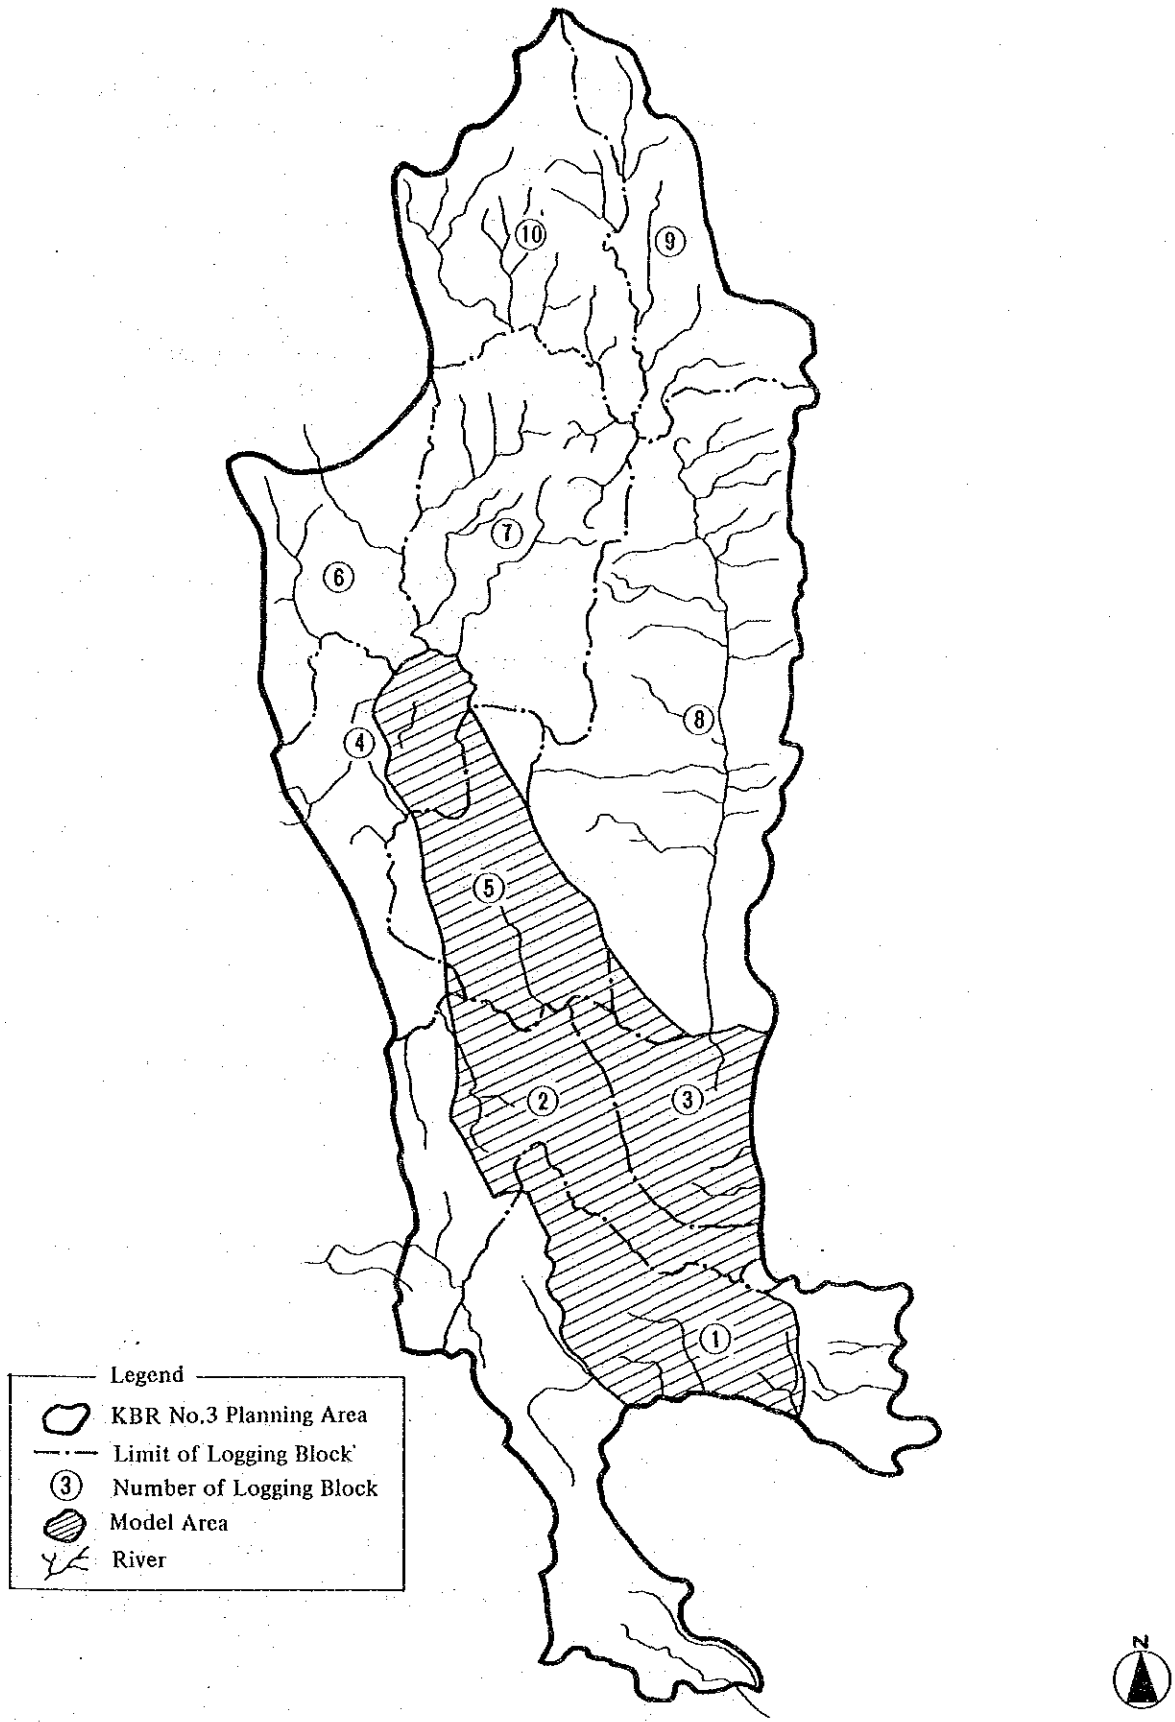 10
9
7
6
8
4
5
2
3
1
Legend
KBR No.3 Planning Area
Limit of Logging Block
3 Number of Logging Block
Model Area
River
N